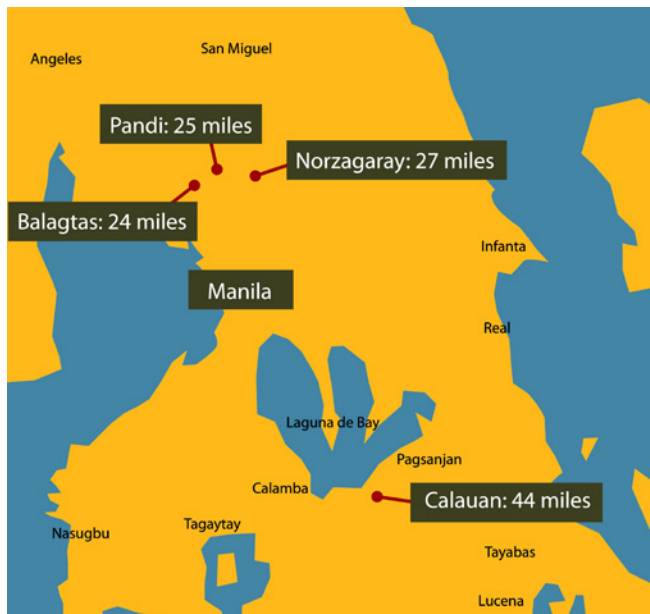 San Miguel
Angeles
Pandi: 25 miles
Norzagaray: 27 miles
Balagtas: 24 miles
Infanta
Manila
Real
Laguna de Bay
Pagsanjan
Calamba
Calauan: 44 miles
Tagaytay
Nasugbu
Tayabas
Lucena